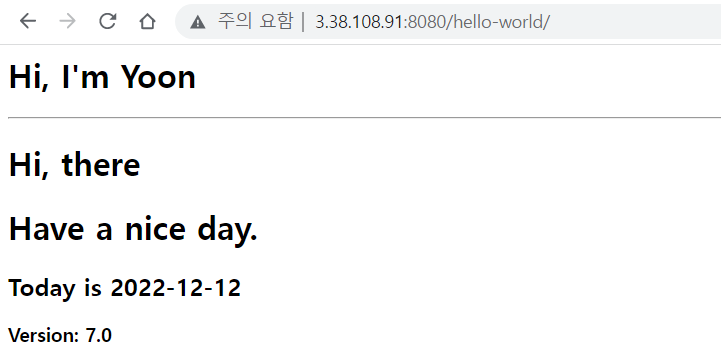 주의 요함 | 3.38.108.91:8080/hello-world/
Hi, I'm Yoon
Hi, there
Have a nice day.
Today is 2022-12-12
Version: 7.0